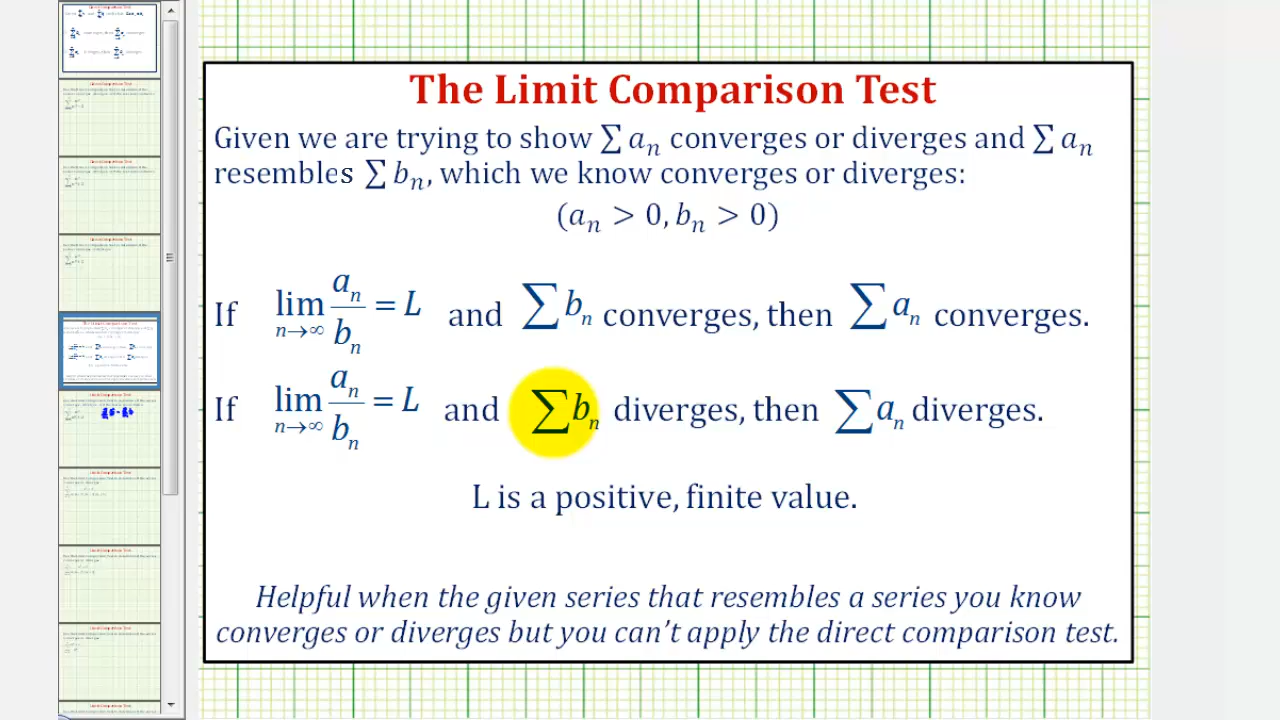 The Limit Comparison Test
Given we are trying to show ∑ aₙ converges or diverges and ∑ aₙ
resembles ∑ bₙ, which we know converges or diverges:
(aₙ > 0, bₙ > 0)
If lim n→∞ aₙ/bₙ = L and ∑ bₙ converges, then ∑ aₙ converges.
If lim n→∞ aₙ/bₙ = L and ∑ bₙ diverges, then ∑ aₙ diverges.
L is a positive, finite value.
Helpful when the given series that resembles a series you know
converges or diverges but you can't apply the direct comparison test.